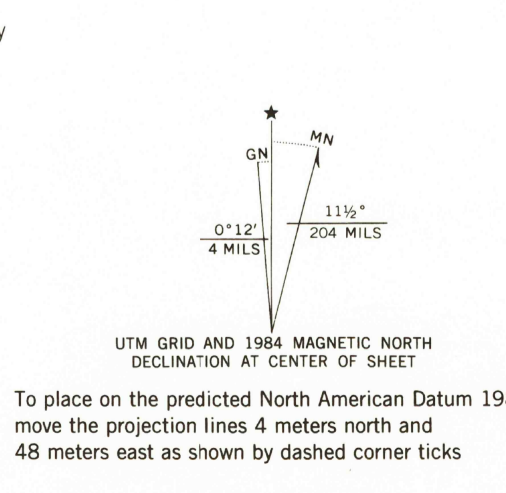 y
★
MN
GN
11½°
204 MILS
0°12'
4 MILS
UTM GRID AND 1984 MAGNETIC NORTH
DECLINATION AT CENTER OF SHEET
To place on the predicted North American Datum 19
move the projection lines 4 meters north and
48 meters east as shown by dashed corner ticks